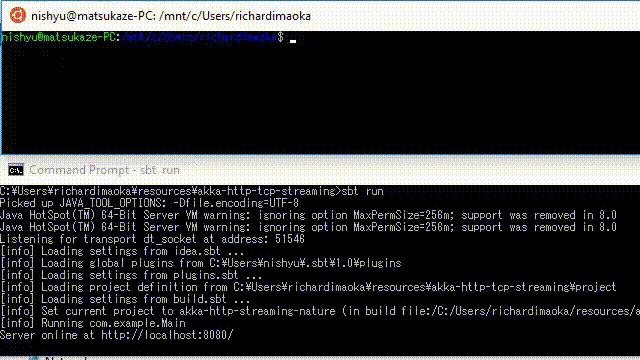 nishyu@matsukaze-PC: /mnt/c/Users/richardimaoka
nishyu@matsukaze-PC:/mnt/c/Users/richardimaoka$
Command Prompt - sbt run
C:¥Users¥richardimaoka¥resources¥akka-http-tcp-streaming>sbt run
Picked up JAVA_TOOL_OPTIONS: -Dfile.encoding=UTF-8
Java HotSpot(TM) 64-Bit Server VM warning: ignoring option MaxPermSize=256m; support was removed in 8.0
Java HotSpot(TM) 64-Bit Server VM warning: ignoring option MaxPermSize=256m; support was removed in 8.0
Listening for transport dt_socket at address: 51546
[info] Loading settings from idea.sbt ...
[info] Loading global plugins from C:¥Users¥nishyu¥.sbt¥1.0¥plugins
[info] Loading settings from plugins.sbt ...
[info] Loading project definition from C:¥Users¥richardimaoka¥resources¥akka-http-tcp-streaming¥project
[info] Loading settings from build.sbt ...
[info] Set current project to akka-http-streaming-nature (in build file:/C:/Users/richardimaoka/resources/a
[info] Running com.example.Main
Server online at http://localhost:8080/